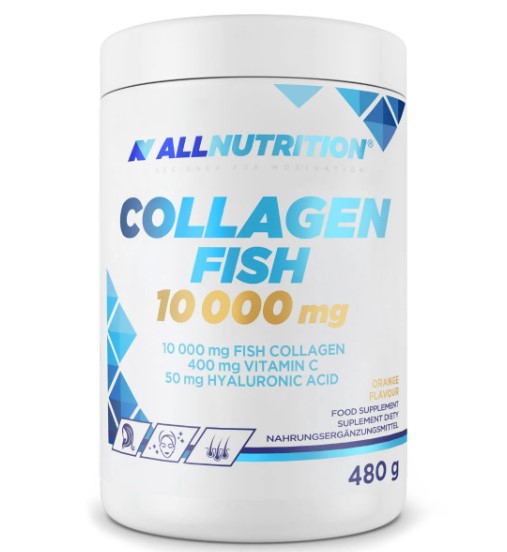 ALLNUTRITION®
DESIGNED FOR MOTIVATION
COLLAGEN
FISH
10 000 mg
10 000 mg FISH COLLAGEN
400 mg VITAMIN C
50 mg HYALURONIC ACID
ORANGE
FLAVOUR
FOOD SUPPLEMENT
SUPLEMENT DIETY
NAHRUNGSERGÄNZUNGSMITTEL
480 g